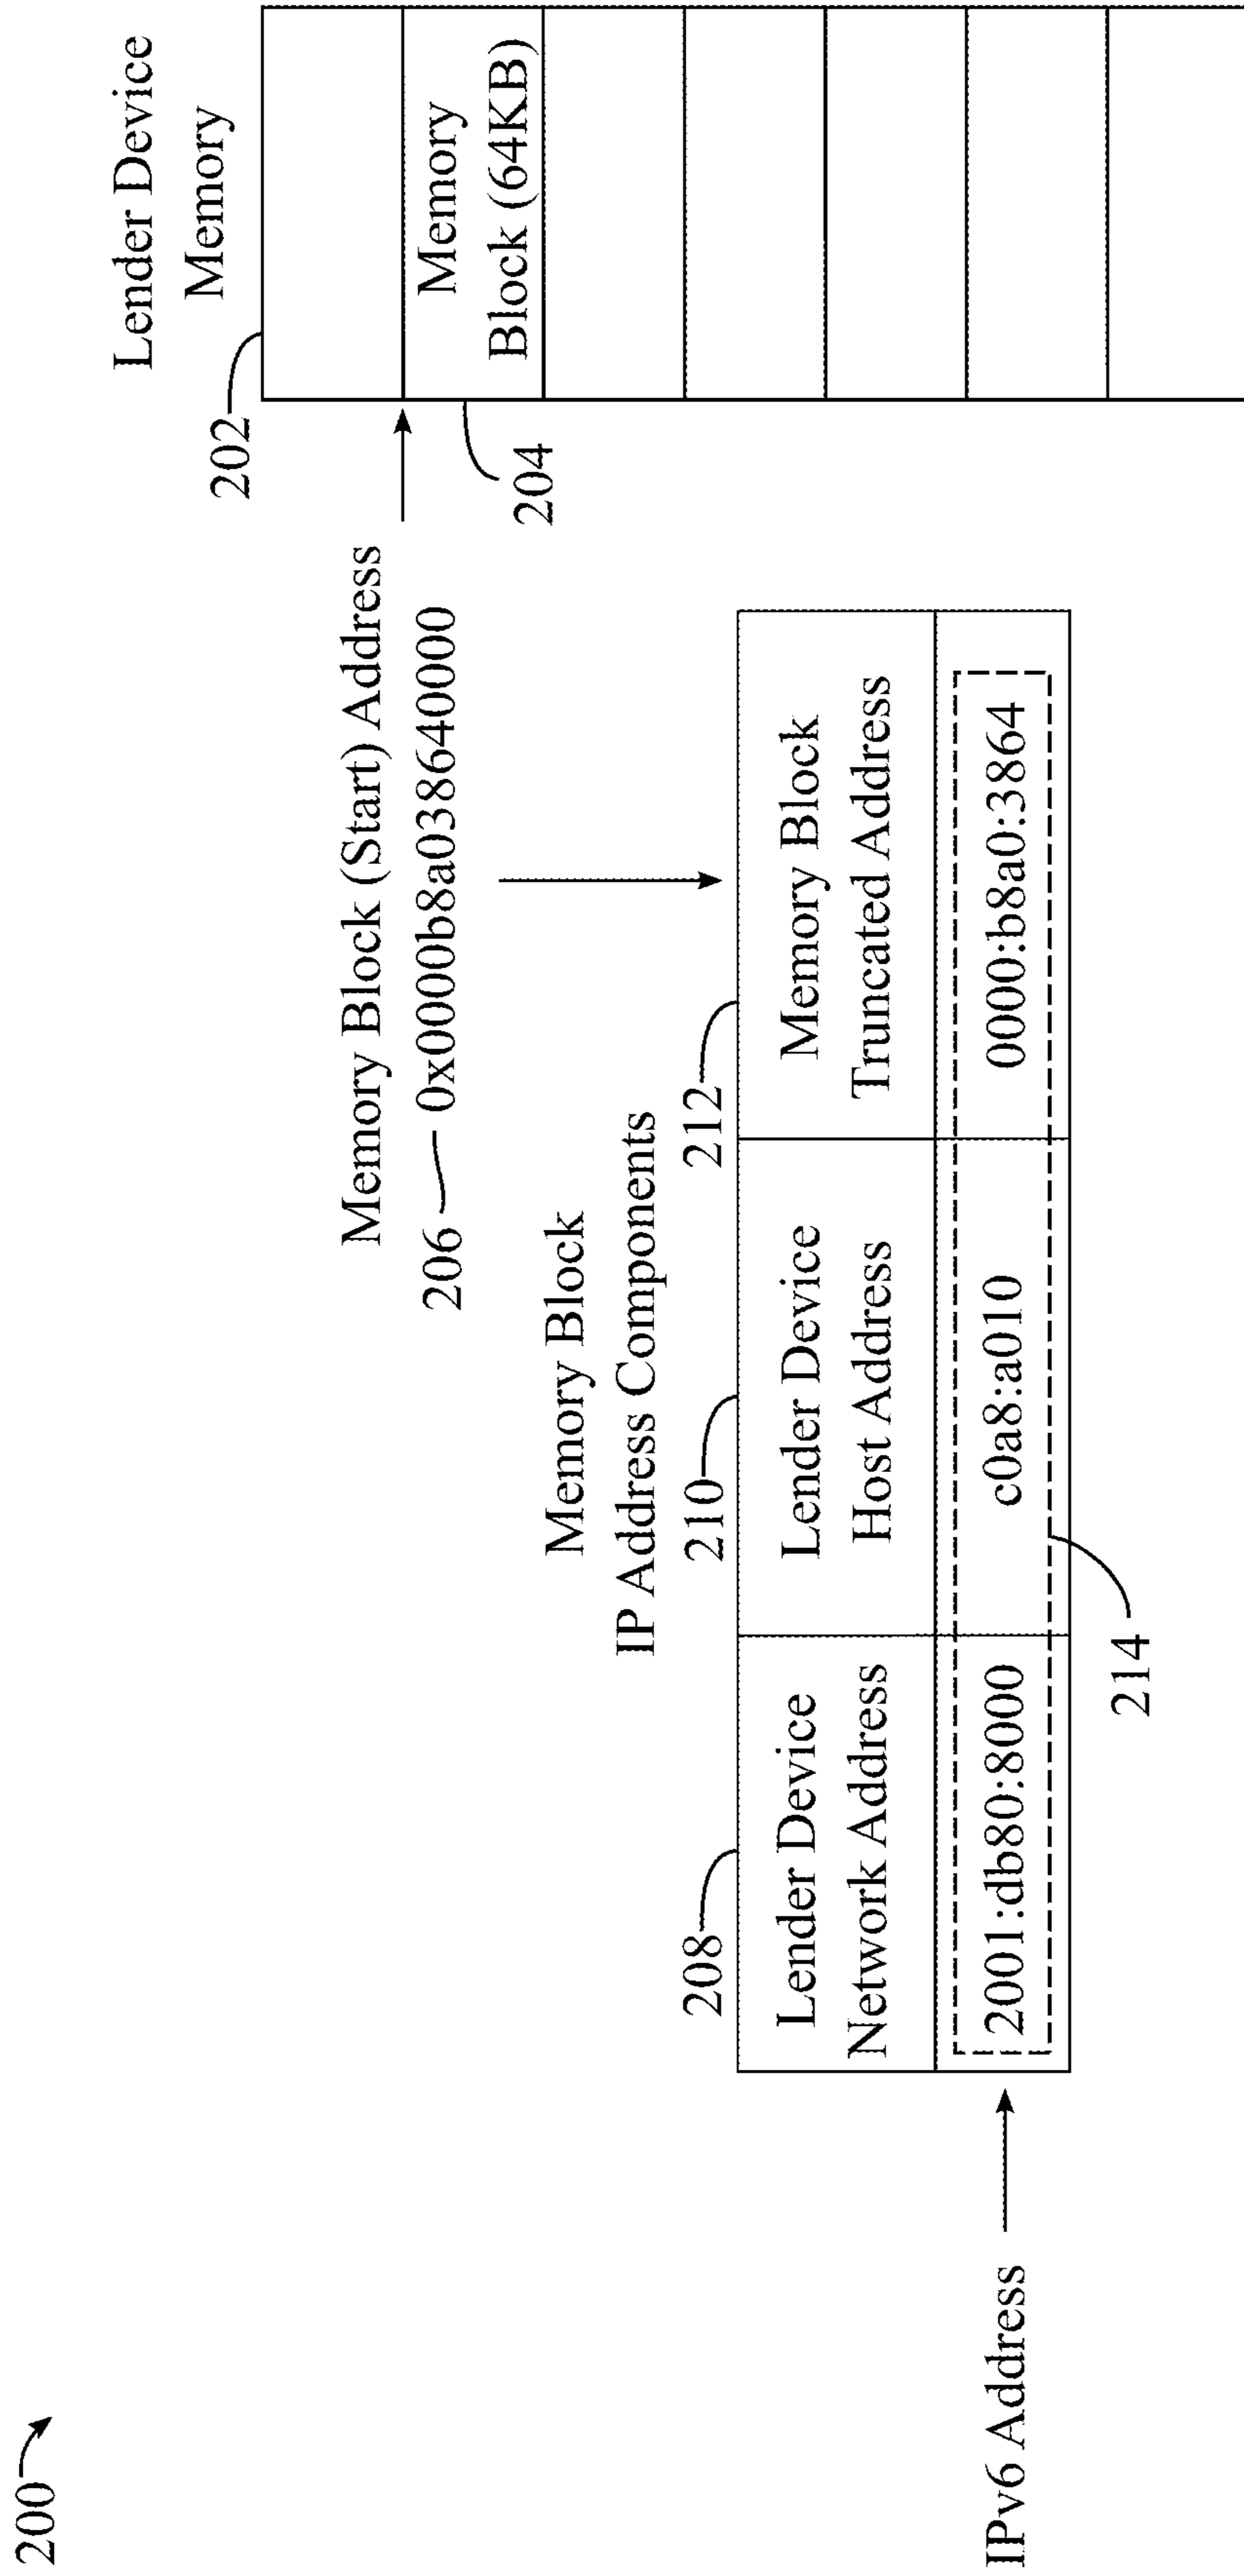 200
Lender Device
Memory
202
Memory Block (Start) Address
206
0x0000b8a038640000
Memory
Block (64KB)
204
Memory Block
IP Address Components
208
210
212
Lender Device
Network Address
Lender Device
Host Address
Memory Block
Truncated Address
IPv6 Address
2001:db80:8000
c0a8:a010
0000:b8a0:3864
214